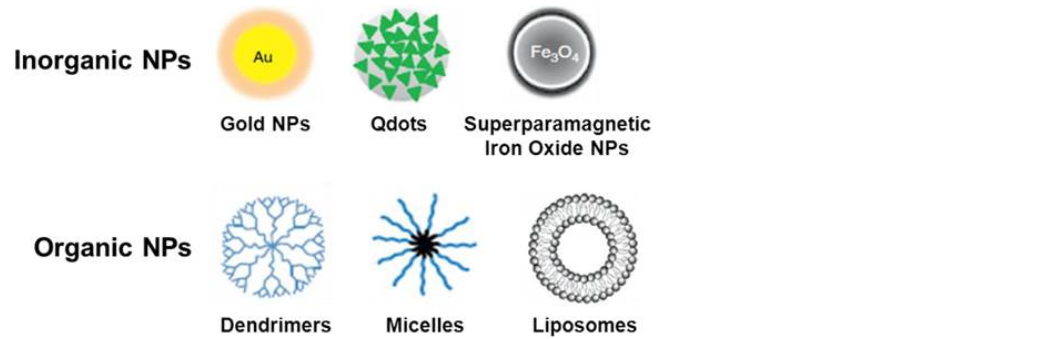 Inorganic NPs
Au
Fe₃O₄
Gold NPs
Qdots
Superparamagnetic
Iron Oxide NPs
Organic NPs
Dendrimers
Micelles
Liposomes